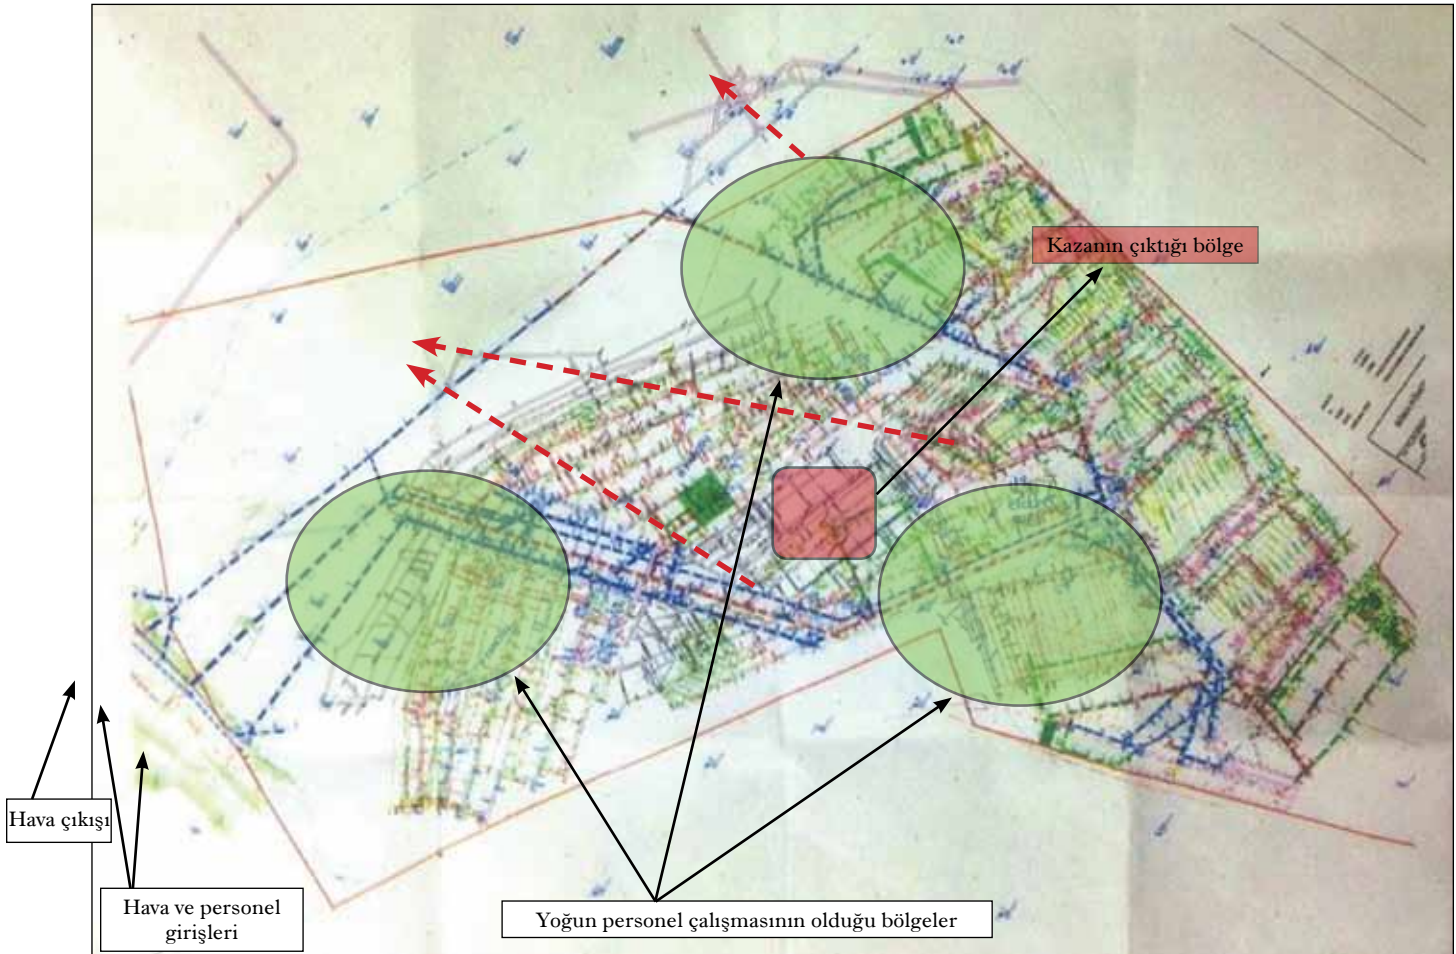 Kazanın çıktığı bölge
Hava çıkışı
Hava ve personel
girişleri
Yoğun personel çalışmasının olduğu bölgeler